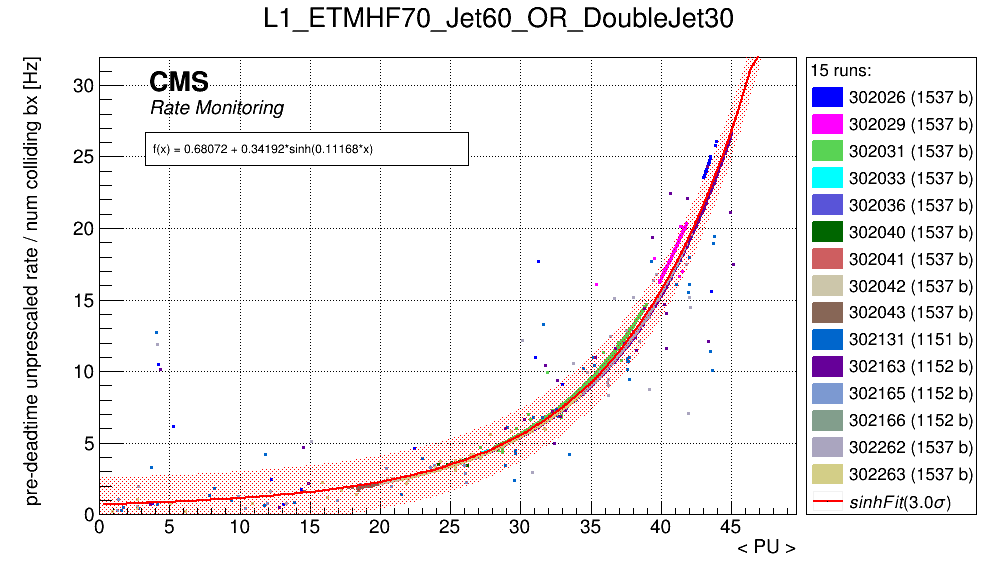 L1_ETMHF70_Jet60_OR_DoubleJet30
pre-deadtime unprescaled rate / num colliding bx [Hz]
CMS
Rate Monitoring
f(x) = 0.68072 + 0.34192*sinh(0.11168*x)
30
25
20
15
10
5
0
0 5 10 15 20 25 30 35 40 45
< PU >
15 runs:
302026 (1537 b)
302029 (1537 b)
302031 (1537 b)
302033 (1537 b)
302036 (1537 b)
302040 (1537 b)
302041 (1537 b)
302042 (1537 b)
302043 (1537 b)
302131 (1151 b)
302163 (1152 b)
302165 (1152 b)
302166 (1152 b)
302262 (1537 b)
302263 (1537 b)
sinhFit(3.0σ)